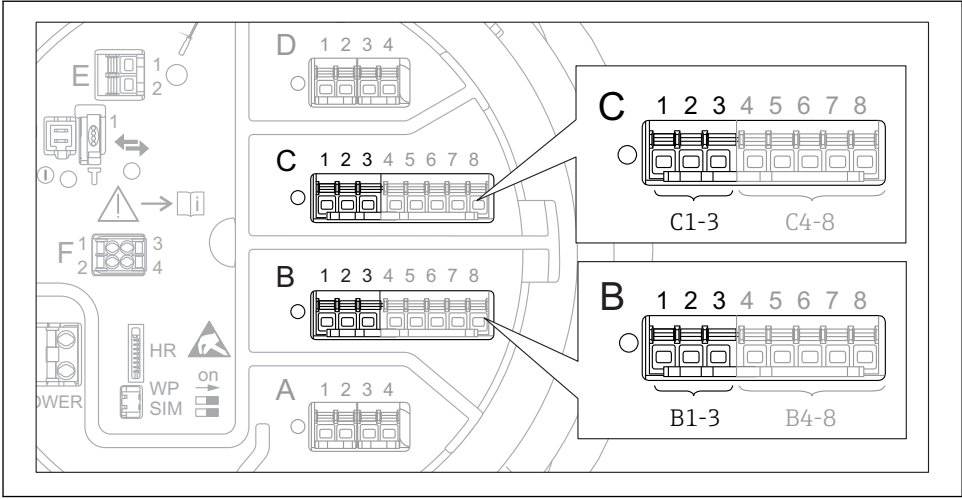 D 1 2 3 4
E 1
2
1
C 1 2 3 4 5 6 7 8
F 1 3
2 4
B 1 2 3 4 5 6 7 8
HR
WP on
SIM
OWER
A 1 2 3 4
C 1 2 3 4 5 6 7 8
C1-3 C4-8
B 1 2 3 4 5 6 7 8
B1-3 B4-8
i